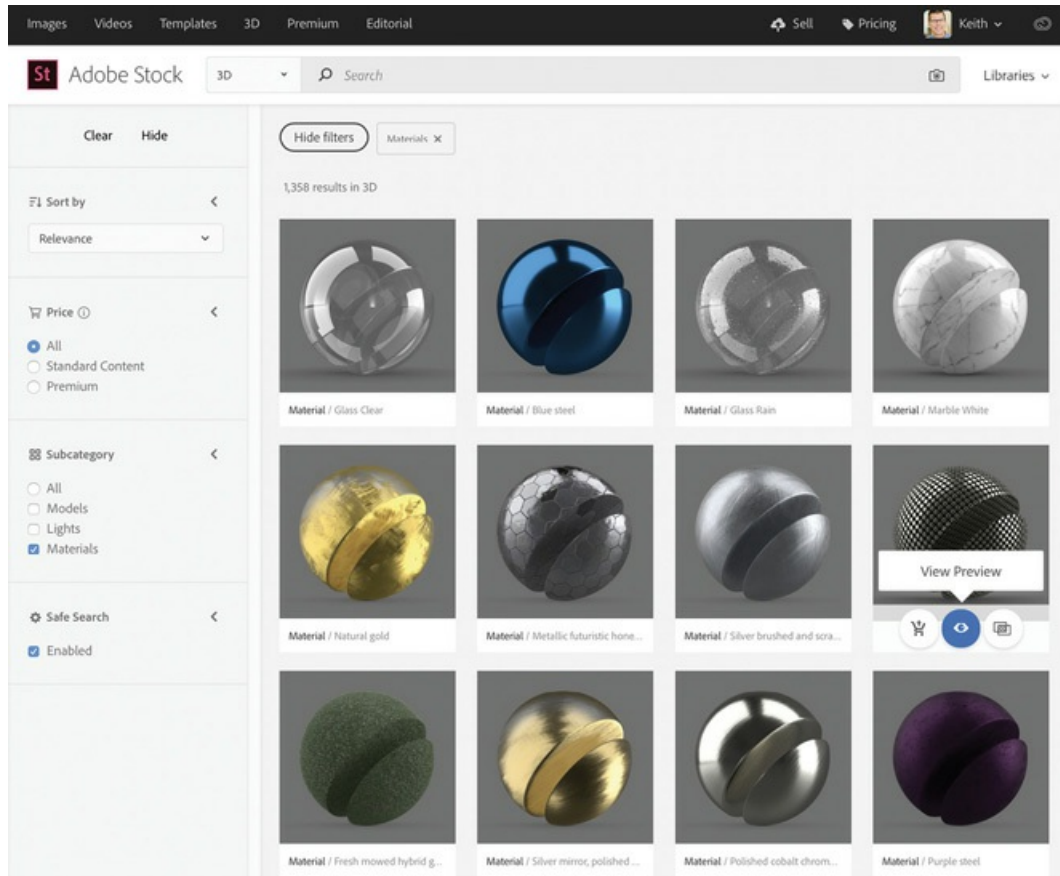 Images Videos Templates 3D Premium Editorial Sell Pricing Keith
St Adobe Stock 3D Search Libraries
Clear Hide
Hide filters Materials
1,358 results in 3D
Sort by
Relevance
Price
All
Standard Content
Premium
Subcategory
All
Models
Lights
Materials
Safe Search
Enabled
Material / Glass Clear
Material / Blue steel
Material / Glass Rain
Material / Marble White
View Preview
Material / Natural gold
Material / Metallic futuristic hone...
Material / Silver brushed and scra...
Material / Fresh mowed hybrid g...
Material / Silver mirror, polished ...
Material / Polished cobalt chrom...
Material / Purple steel